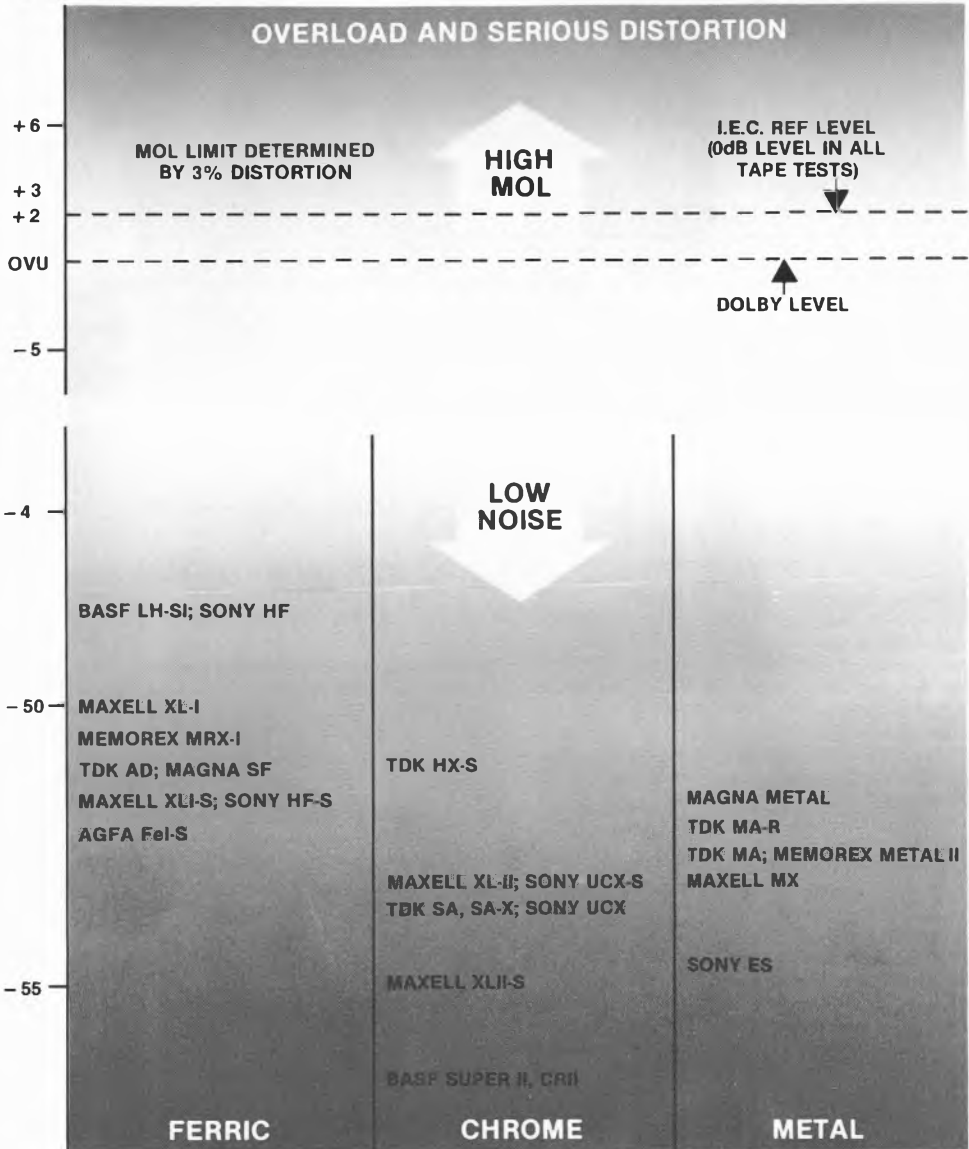 OVERLOAD AND SERIOUS DISTORTION
+6
MOL LIMIT DETERMINED
BY 3% DISTORTION
HIGH
MOL
I.E.C. REF LEVEL
(0dB LEVEL IN ALL
TAPE TESTS)
+3
+2
OVU
DOLBY LEVEL
−5
−4
LOW
NOISE
BASF LH-SI; SONY HF
−50
MAXELL XL-I
MEMOREX MRX-I
TDK AD; MAGNA SF
MAXELL XLI-S; SONY HF-S
AGFA FeI-S
−55
TDK HX-S
MAXELL XL-II; SONY UCX-S
TDK SA, SA-X; SONY UCX
MAXELL XLII-S
BASF SUPER II, CRII
MAGNA METAL
TDK MA-R
TDK MA; MEMOREX METAL II
MAXELL MX
SONY ES
FERRIC
CHROME
METAL